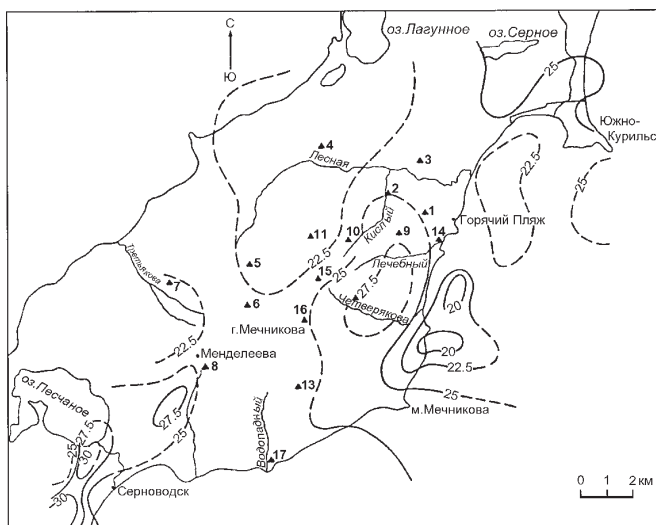 С
Ю
оз.Лагунное
оз.Серное
25
Южно-
Курильс
22.5
25
4
Лесная
3
2
1
Горячий Пляж
Кислый
9
14
11
10
22.5
25
15
Лечебный
5
Третьякова
7
6
27.5
Четверякова
16
г.Мечникова
20
20
22.5
22.5
Менделеева
8
25
м.Мечникова
13
оз.Песчаное
27.5
27.5
25
25
30
30
Водопадный
17
Серноводск
0 1 2 км